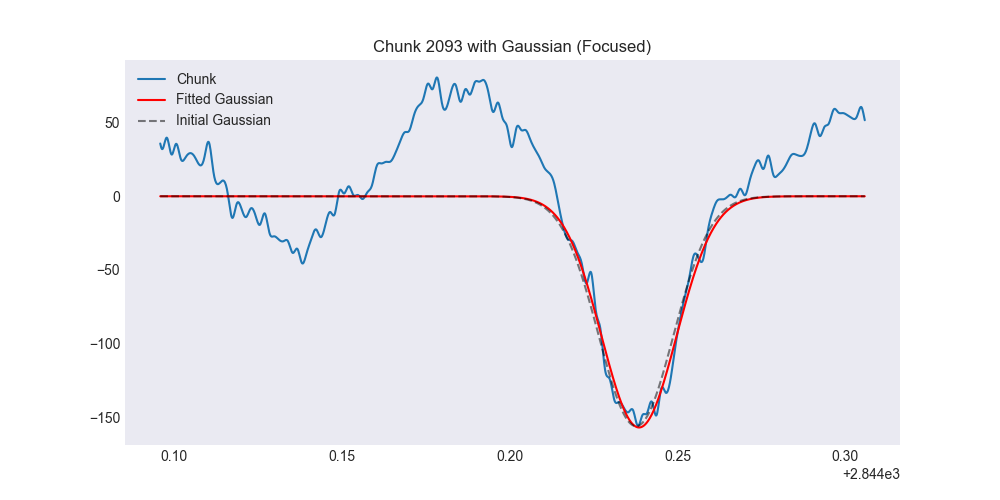 Chunk 2093 with Gaussian (Focused)
Chunk
Fitted Gaussian
Initial Gaussian
50
0
−50
−100
−150
0.10 0.15 0.20 0.25 0.30
+2.844e3